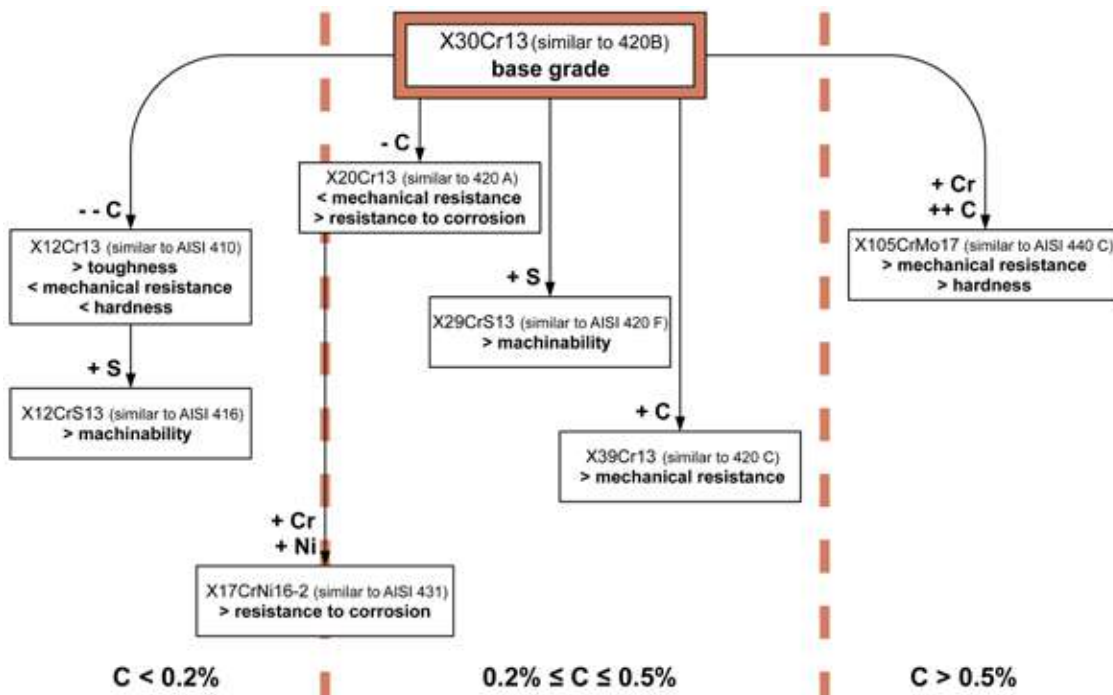 X30Cr13 (similar to 420B)
base grade
- C
X20Cr13 (similar to 420 A)
< mechanical resistance
> resistance to corrosion
- - C
X12Cr13 (similar to AISI 410)
> toughness
< mechanical resistance
< hardness
+ Cr
++ C
X105CrMo17 (similar to AISI 440 C)
> mechanical resistance
> hardness
+ S
X29CrS13 (similar to AISI 420 F)
> machinability
+ S
X12CrS13 (similar to AISI 416)
> machinability
+ C
X39Cr13 (similar to 420 C)
> mechanical resistance
+ Cr
+ Ni
X17CrNi16-2 (similar to AISI 431)
> resistance to corrosion
C < 0.2%
0.2% ≤ C ≤ 0.5%
C > 0.5%